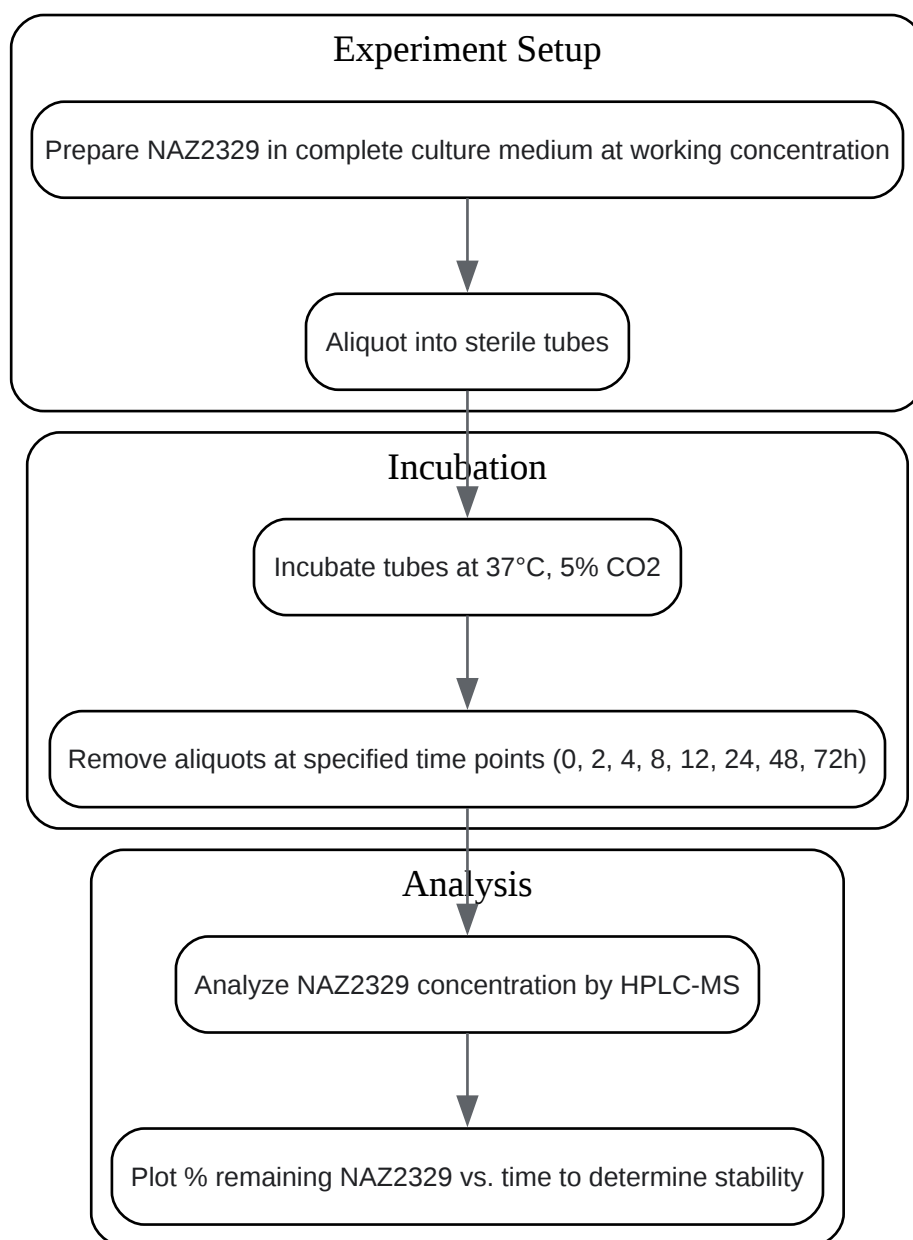 Experiment Setup
Prepare NAZ2329 in complete culture medium at working concentration
Aliquot into sterile tubes
Incubation
Incubate tubes at 37°C, 5% CO2
Remove aliquots at specified time points (0, 2, 4, 8, 12, 24, 48, 72h)
Analysis
Analyze NAZ2329 concentration by HPLC-MS
Plot % remaining NAZ2329 vs. time to determine stability